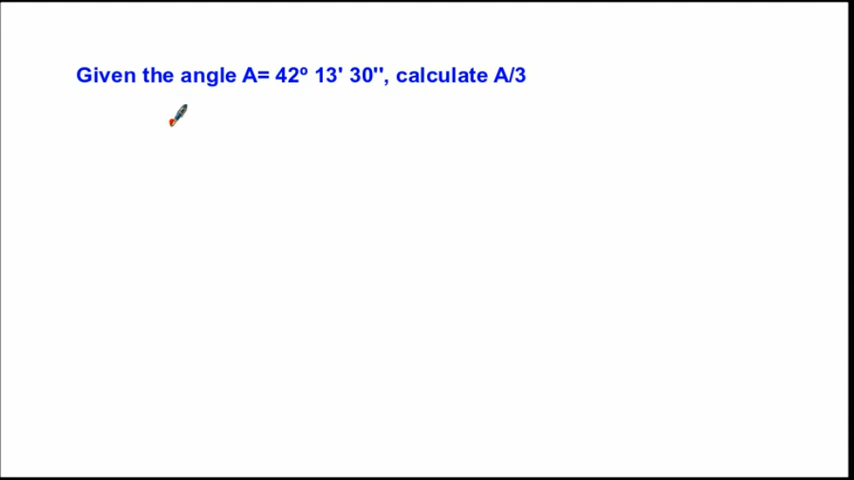 Given the angle A= 42º 13' 30'', calculate A/3